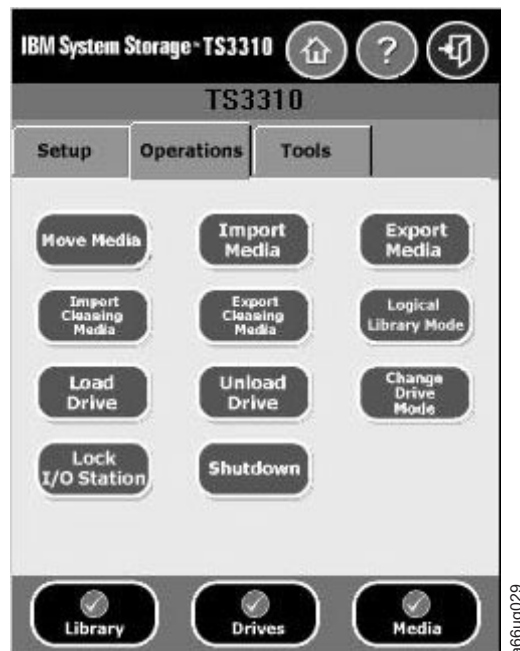 IBM System Storage™ TS3310
?
TS3310
Setup Operations Tools
Move Media
Import
Media
Export
Media
Import
Cleaning
Media
Export
Cleaning
Media
Logical
Library Mode
Load
Drive
Unload
Drive
Change
Drive
Mode
Lock
I/O Station
Shutdown
Library
Drives
Media
a66ug029